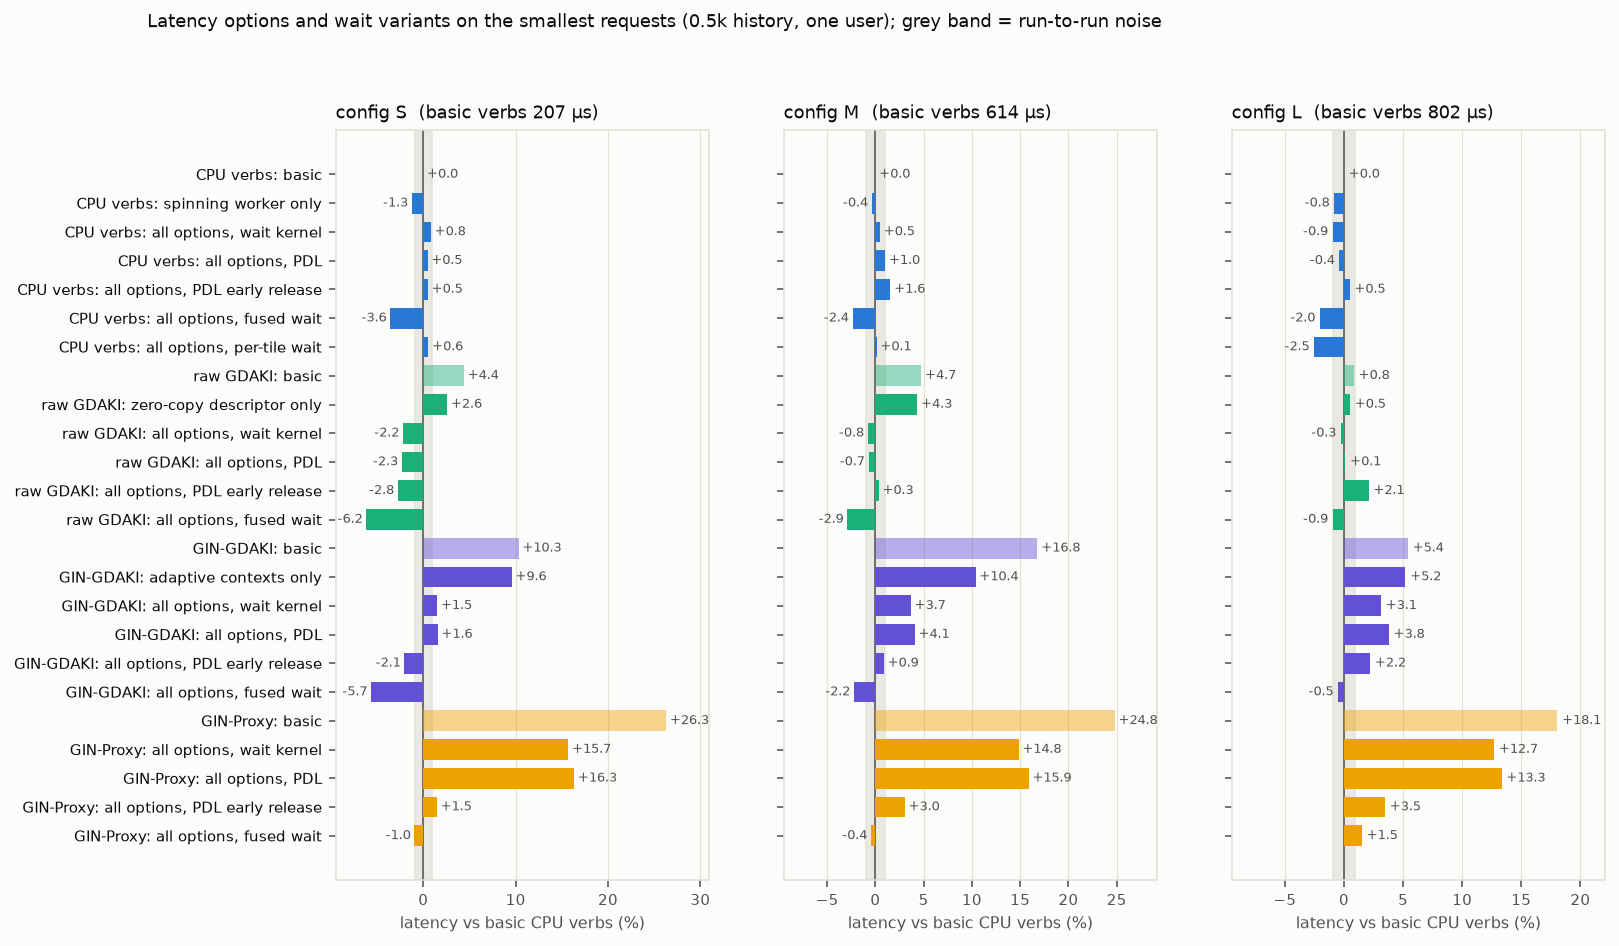 Latency options and wait variants on the smallest requests (0.5k history, one user); grey band = run-to-run noise
config S (basic verbs 207 µs)
config M (basic verbs 614 µs)
config L (basic verbs 802 µs)
CPU verbs: basic +0.0 +0.0 +0.0
CPU verbs: spinning worker only -1.3 -0.4 -0.8
CPU verbs: all options, wait kernel +0.8 +0.5 -0.9
CPU verbs: all options, PDL +0.5 +1.0 -0.4
CPU verbs: all options, PDL early release +0.5 +1.6 +0.5
CPU verbs: all options, fused wait -3.6 -2.4 -2.0
CPU verbs: all options, per-tile wait +0.6 +0.1 -2.5
raw GDAKI: basic +4.4 +4.7 +0.8
raw GDAKI: zero-copy descriptor only +2.6 +4.3 +0.5
raw GDAKI: all options, wait kernel -2.2 -0.8 -0.3
raw GDAKI: all options, PDL -2.3 -0.7 +0.1
raw GDAKI: all options, PDL early release -2.8 +0.3 +2.1
raw GDAKI: all options, fused wait -6.2 -2.9 -0.9
GIN-GDAKI: basic +10.3 +16.8 +5.4
GIN-GDAKI: adaptive contexts only +9.6 +10.4 +5.2
GIN-GDAKI: all options, wait kernel +1.5 +3.7 +3.1
GIN-GDAKI: all options, PDL +1.6 +4.1 +3.8
GIN-GDAKI: all options, PDL early release -2.1 +0.9 +2.2
GIN-GDAKI: all options, fused wait -5.7 -2.2 -0.5
GIN-Proxy: basic +26.3 +24.8 +18.1
GIN-Proxy: all options, wait kernel +15.7 +14.8 +12.7
GIN-Proxy: all options, PDL +16.3 +15.9 +13.3
GIN-Proxy: all options, PDL early release +1.5 +3.0 +3.5
GIN-Proxy: all options, fused wait -1.0 -0.4 +1.5
0 10 20 30
−5 0 5 10 15 20 25
−5 0 5 10 15 20
latency vs basic CPU verbs (%)
latency vs basic CPU verbs (%)
latency vs basic CPU verbs (%)